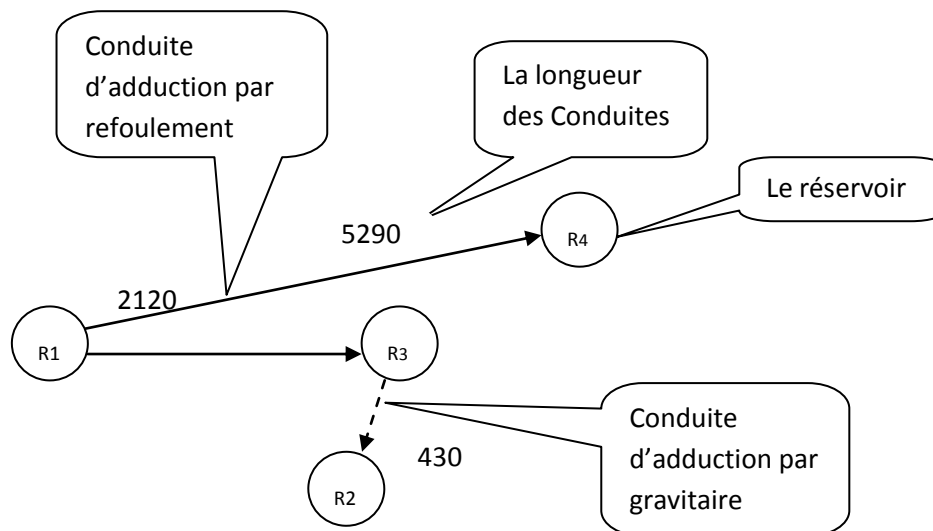 Conduite
d'adduction par
refoulement
La longueur
des Conduites
Le réservoir
5290
R4
2120
R1
R3
430
R2
Conduite
d'adduction par
gravitaire